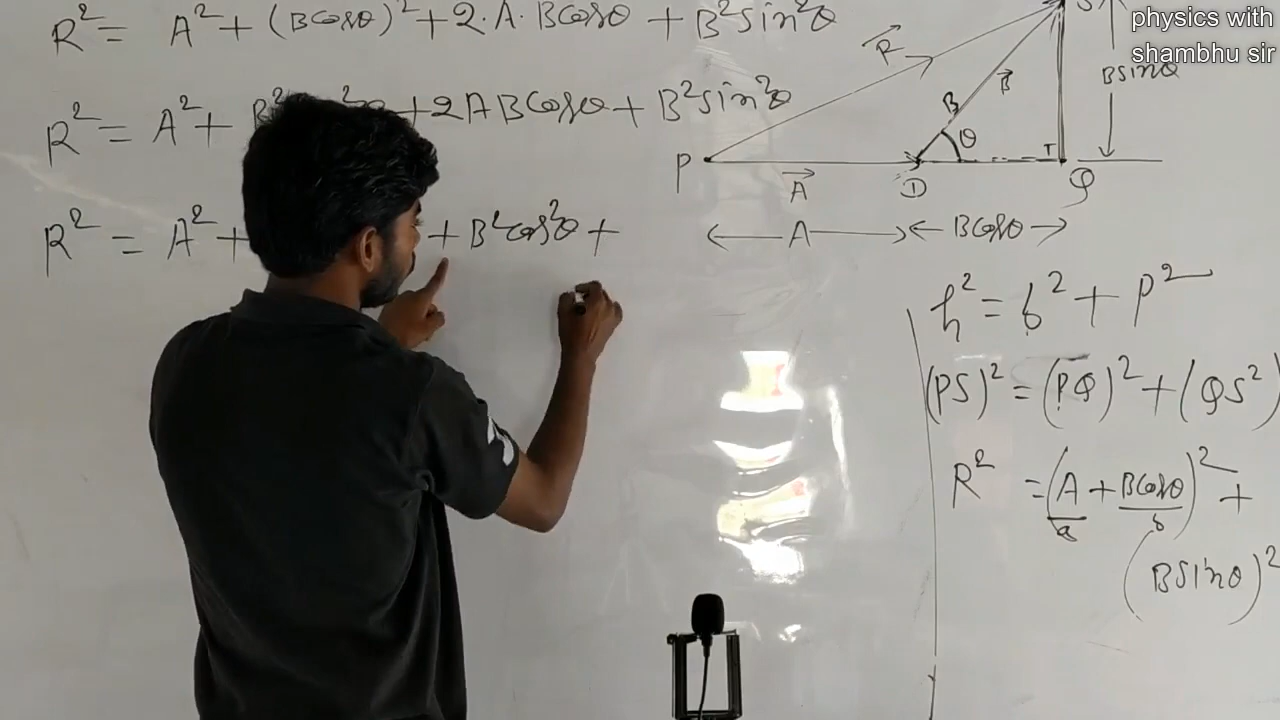 R² = A² + (Bcosθ)² + 2·A·Bcosθ + B²sin²θ
R² = A² + B² + 2ABcosθ + B²sin²θ
R² = A² + + B²cos²θ +
physics with
shambhu sir
R
B
B
θ
Bsinθ
P
A
D
T
Q
A
Bcosθ
h² = b² + p²
(PS)² = (PQ)² + (QS²)
R² = (A + Bcosθ)² +
a b
(Bsinθ)²